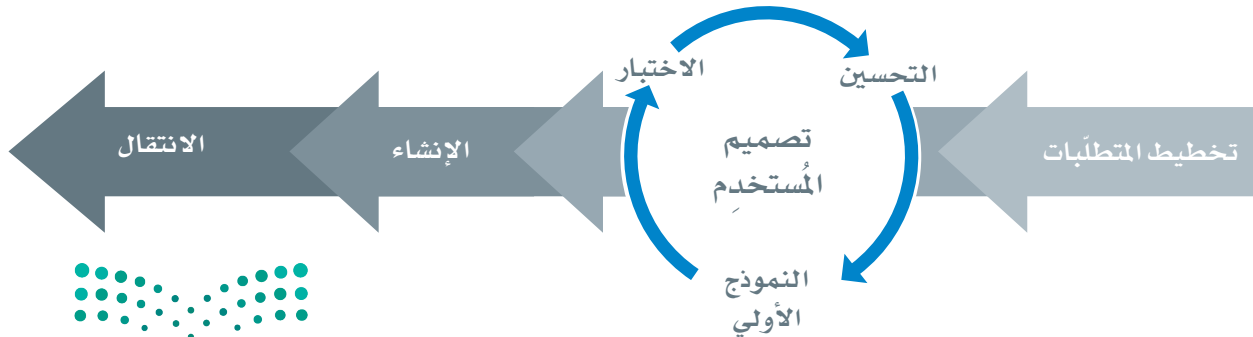 تخطيط المتطلّبات
التحسين
الاختبار
تصميم
المُستخدِم
النموذج
الأولي
الإنشاء
الانتقال